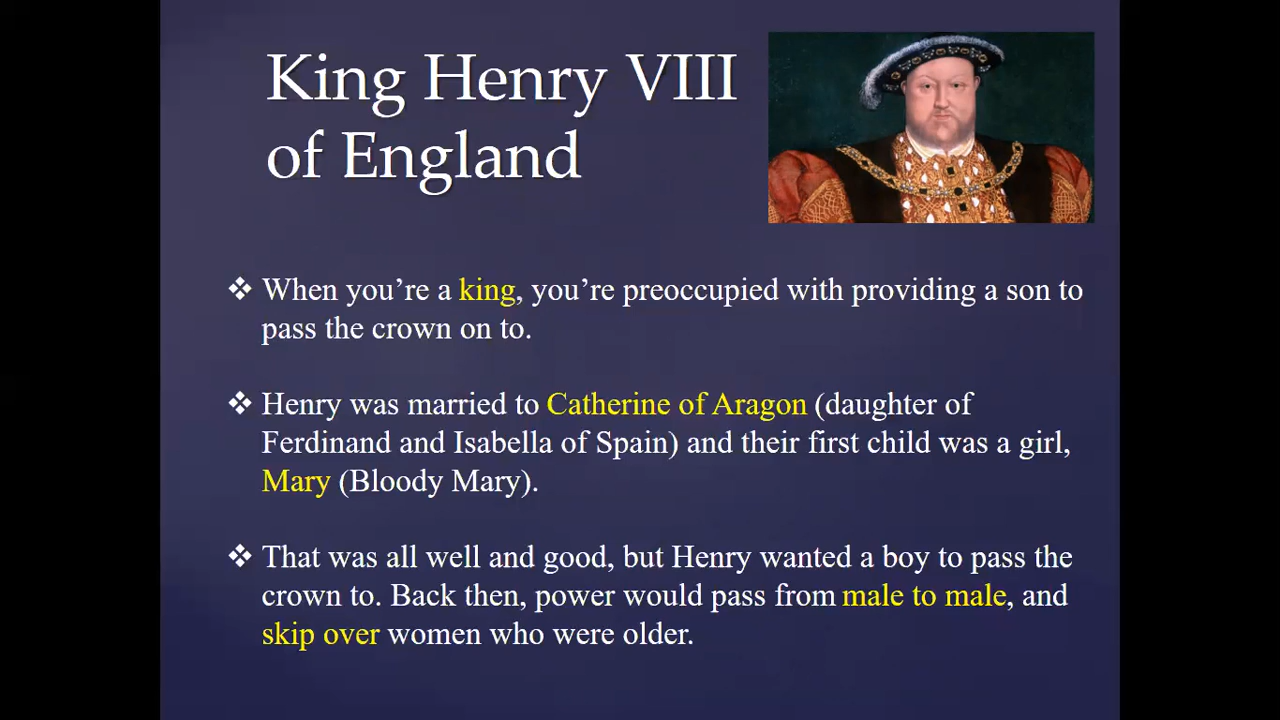 King Henry VIII
of England
❖ When you’re a king, you’re preoccupied with providing a son to
pass the crown on to.
❖ Henry was married to Catherine of Aragon (daughter of
Ferdinand and Isabella of Spain) and their first child was a girl,
Mary (Bloody Mary).
❖ That was all well and good, but Henry wanted a boy to pass the
crown to. Back then, power would pass from male to male, and
skip over women who were older.